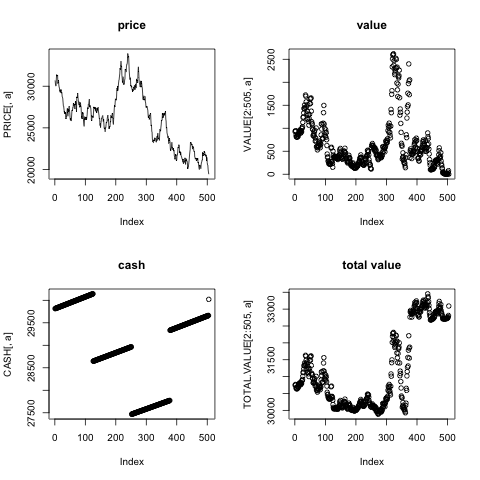 price
value
PRICE[, a]
20000
25000
30000
0 100 200 300 400 500
Index
VALUE[2:505, a]
0
500
1500
2500
0 100 200 300 400 500
Index
cash
total value
CASH[, a]
27500
28500
29500
0 100 200 300 400 500
Index
TOTAL.VALUE[2:505, a]
30000
31500
33000
0 100 200 300 400 500
Index